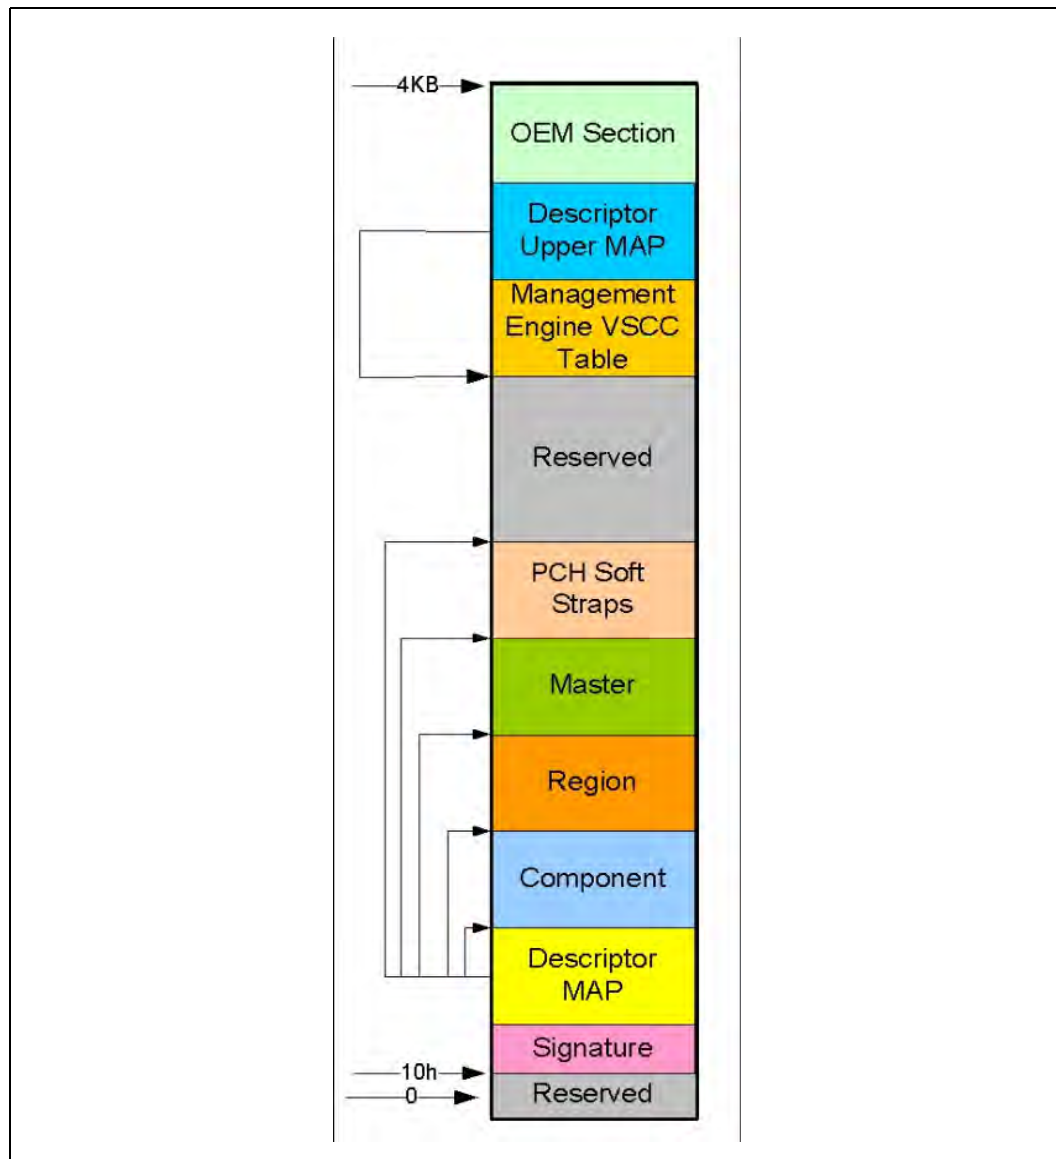 4KB
OEM Section
Descriptor
Upper MAP
Management
Engine VSCC
Table
Reserved
PCH Soft
Straps
Master
Region
Component
Descriptor
MAP
Signature
10h
0
Reserved